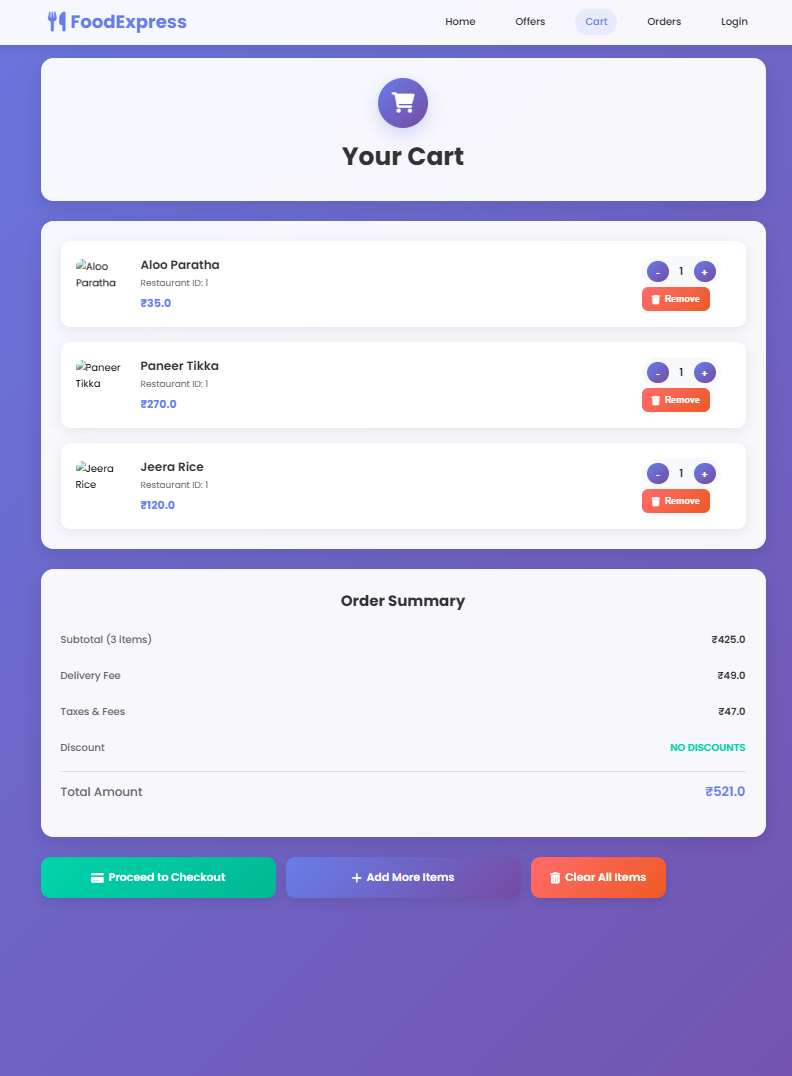 FoodExpress
Home Offers Cart Orders Login
Your Cart
Aloo
Paratha
Aloo Paratha
Restaurant ID: 1
₹35.0
- 1 +
Remove
Paneer
Tikka
Paneer Tikka
Restaurant ID: 1
₹270.0
- 1 +
Remove
Jeera
Rice
Jeera Rice
Restaurant ID: 1
₹120.0
- 1 +
Remove
Order Summary
Subtotal (3 items) ₹425.0
Delivery Fee ₹49.0
Taxes & Fees ₹47.0
Discount NO DISCOUNTS
Total Amount ₹521.0
Proceed to Checkout + Add More Items Clear All Items